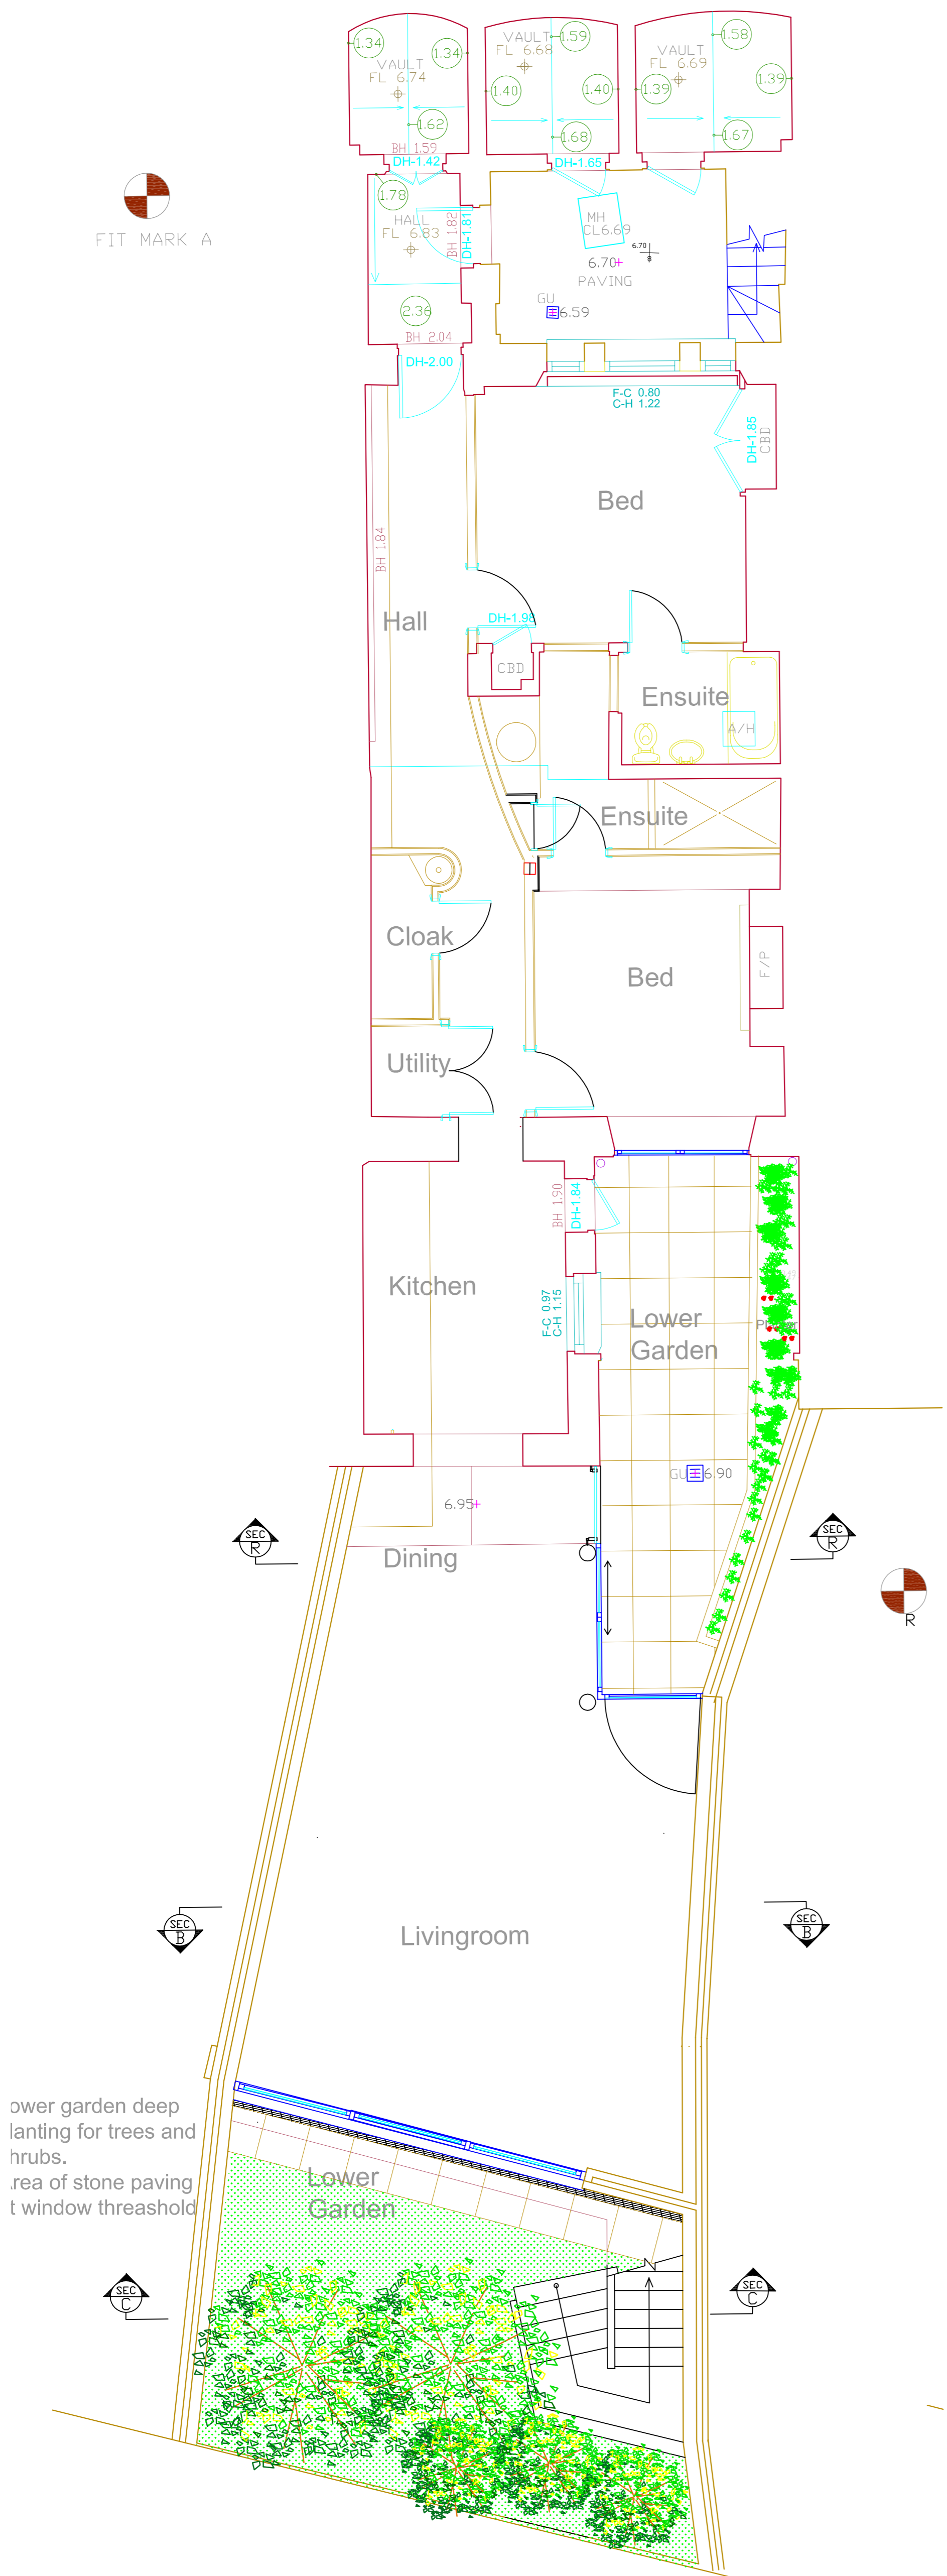 1.34
1.34
VAULT
FL 6.74
1.62
BH 1.59
DH-1.42
VAULT
FL 6.68
1.59
1.40
1.40
1.68
DH-1.65
VAULT
FL 6.69
1.58
1.39
1.39
1.67
FIT MARK A
1.78
HALL
FL 6.83
BH 1.82
DH-1.81
2.36
BH 2.04
DH-2.00
MH
CL6.69
6.70
6.70
PAVING
GU
6.59
F-C 0.80
C-H 1.22
DH-1.85
CBD
Bed
BH 1.84
Hall
DH-1.98
CBD
Ensuite
A/H
Ensuite
Cloak
Bed
F/P
Utility
BH 1.90
DH-1.84
Kitchen
F-C 0.97
C-H 1.15
Lower
Garden
GU
6.90
6.95
Dining
SEC
R
SEC
R
R
SEC
B
SEC
B
Livingroom
ower garden deep
lanting for trees and
hrubs.
rea of stone paving
t window threashold
Lower
Garden
SEC
C
SEC
C